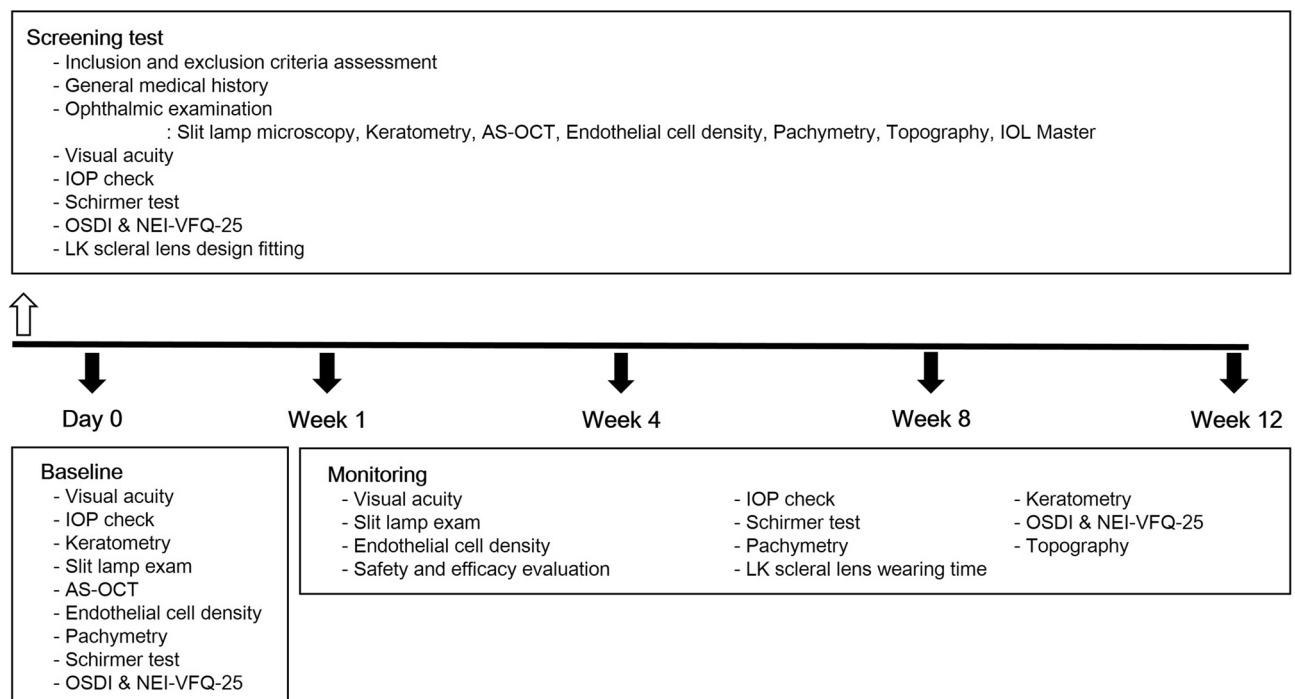 Screening test
- Inclusion and exclusion criteria assessment
- General medical history
- Ophthalmic examination
: Slit lamp microscopy, Keratometry, AS-OCT, Endothelial cell density, Pachymetry, Topography, IOL Master
- Visual acuity
- IOP check
- Schirmer test
- OSDI & NEI-VFQ-25
- LK scleral lens design fitting
Day 0
Week 1
Week 4
Week 8
Week 12
Baseline
- Visual acuity
- IOP check
- Keratometry
- Slit lamp exam
- AS-OCT
- Endothelial cell density
- Pachymetry
- Schirmer test
- OSDI & NEI-VFQ-25
Monitoring
- Visual acuity
- Slit lamp exam
- Endothelial cell density
- Safety and efficacy evaluation
- IOP check
- Schirmer test
- Pachymetry
- LK scleral lens wearing time
- Keratometry
- OSDI & NEI-VFQ-25
- Topography